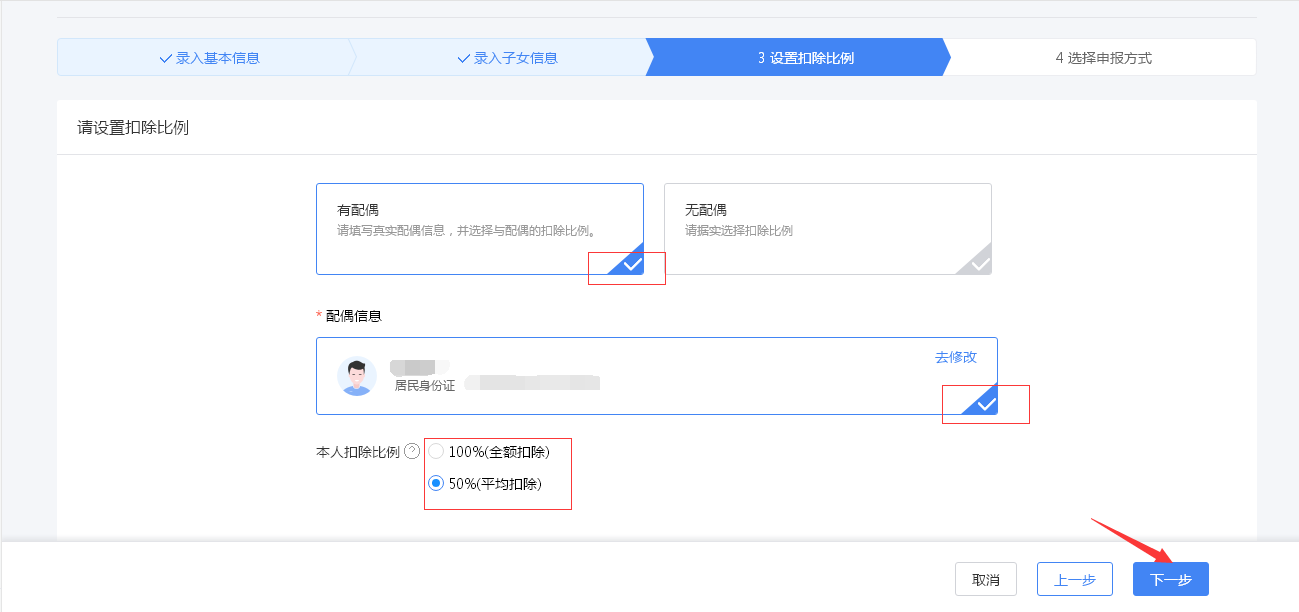 录入基本信息
录入子女信息
3 设置扣除比例
4 选择申报方式
请设置扣除比例
有配偶
请填写真实配偶信息，并选择与配偶的扣除比例。
无配偶
请据实选择扣除比例
* 配偶信息
去修改
居民身份证
本人扣除比例 ? 100%(全额扣除)
50%(平均扣除)
取消
上一步
下一步